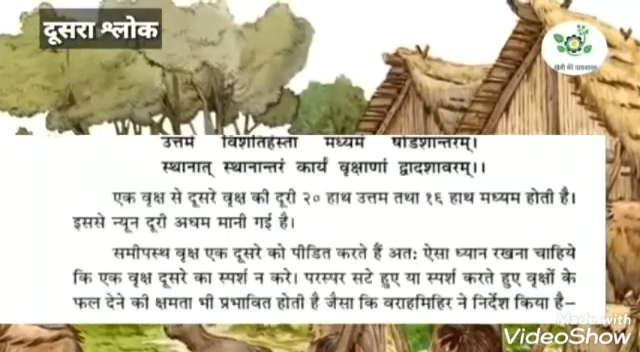 दूसरा श्लोक
खेती की पाठशाला
उत्तमं विंशतिर्हस्ता मध्यमं षोडशान्तरम्।
स्थानात् स्थानान्तरं कार्यं वृक्षाणां द्वादशावरम्।।
एक वृक्ष से दूसरे वृक्ष की दूरी २० हाथ उत्तम तथा १६ हाथ मध्यम होती है।
इससे न्यून दूरी अधम मानी गई है।
समीपस्थ वृक्ष एक दूसरे को पीडित करते हैं अत: ऐसा ध्यान रखना चाहिये
कि एक वृक्ष दूसरे का स्पर्श न करे। परस्पर सटे हुए या स्पर्श करते हुए वृक्षों के
फल देने की क्षमता भी प्रभावित होती है जैसा कि वराहमिहिर ने निर्देश किया है–
Made with
VideoShow